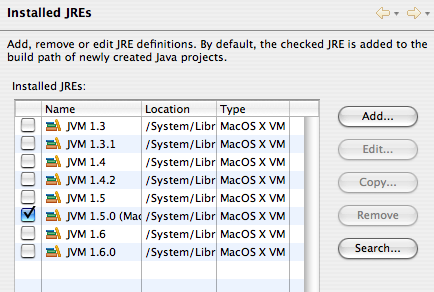 Installed JREs
Add, remove or edit JRE definitions. By default, the checked JRE is added to the
build path of newly created Java projects.
Installed JREs:
Name Location Type
JVM 1.3 /System/Libr MacOS X VM
JVM 1.3.1 /System/Libr MacOS X VM
JVM 1.4 /System/Libr MacOS X VM
JVM 1.4.2 /System/Libr MacOS X VM
JVM 1.5 /System/Libr MacOS X VM
JVM 1.5.0 (Mac /System/Libr MacOS X VM
JVM 1.6 /System/Libr MacOS X VM
JVM 1.6.0 /System/Libr MacOS X VM
Add...
Edit...
Copy...
Remove
Search...